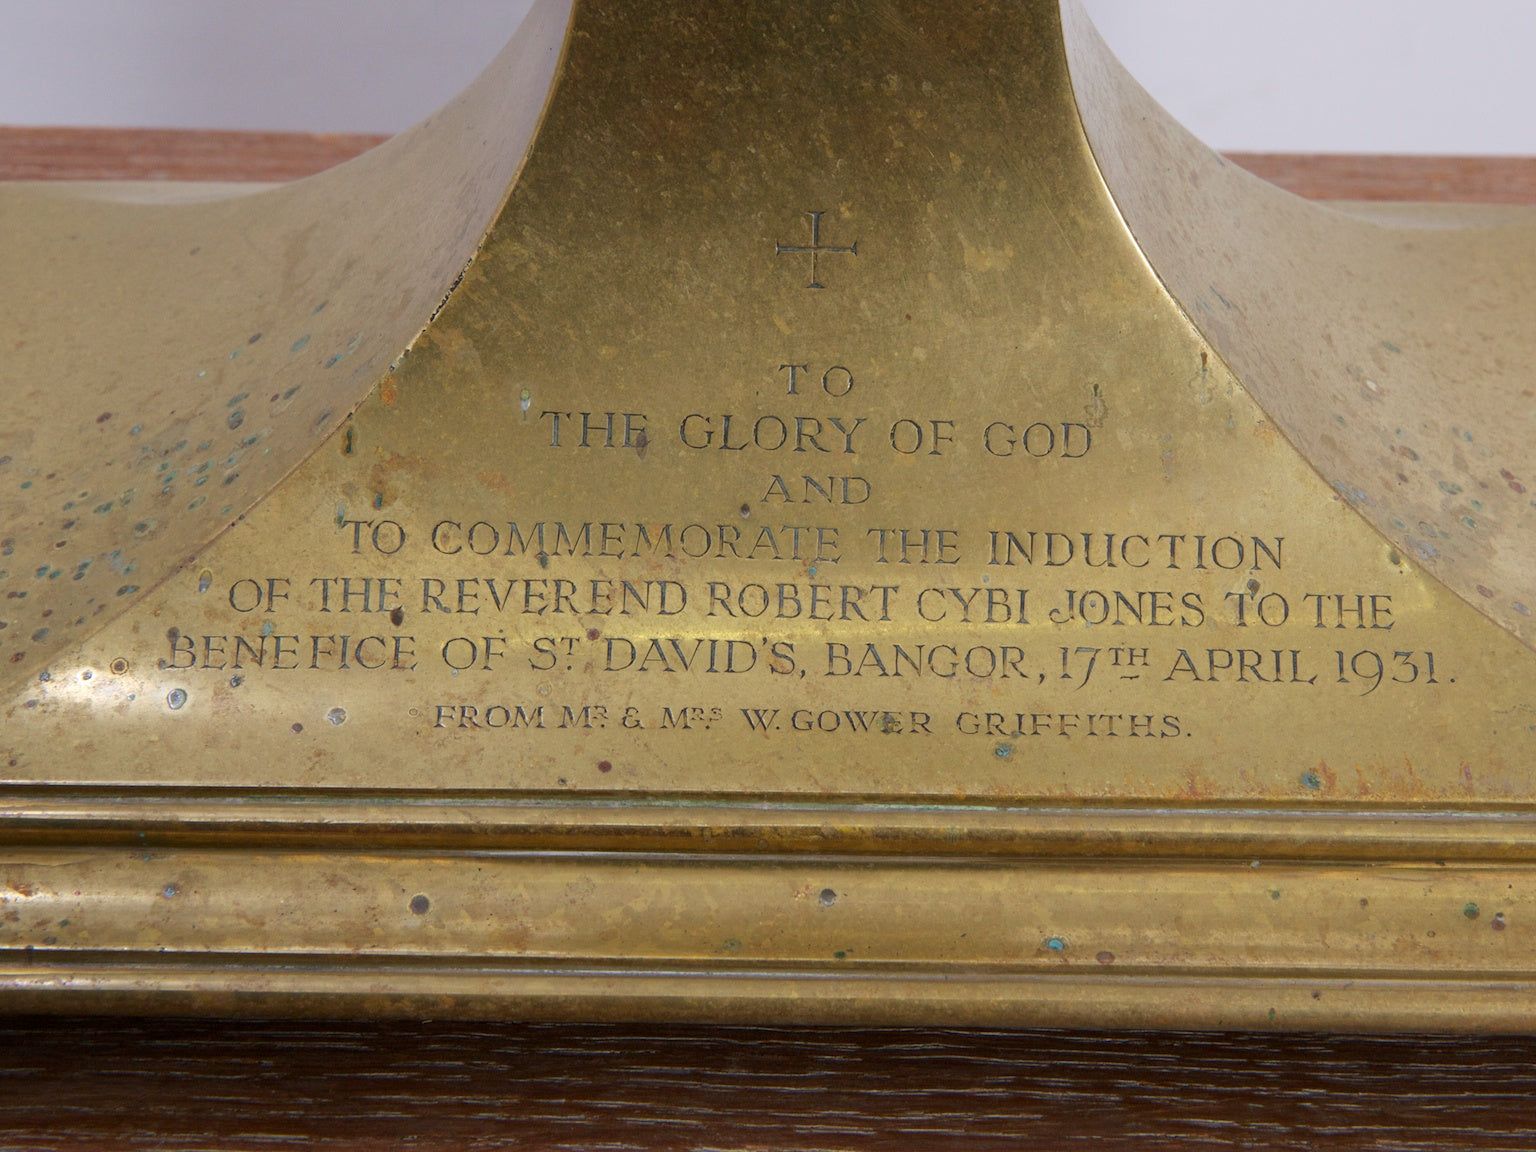 TO
THE GLORY OF GOD
AND
TO COMMEMORATE THE INDUCTION
OF THE REVEREND ROBERT CYBI JONES TO THE
BENEFICE OF ST DAVID'S, BANGOR, 17TH APRIL 1931.
FROM MR. & MRS. W. GOWER GRIFFITHS.